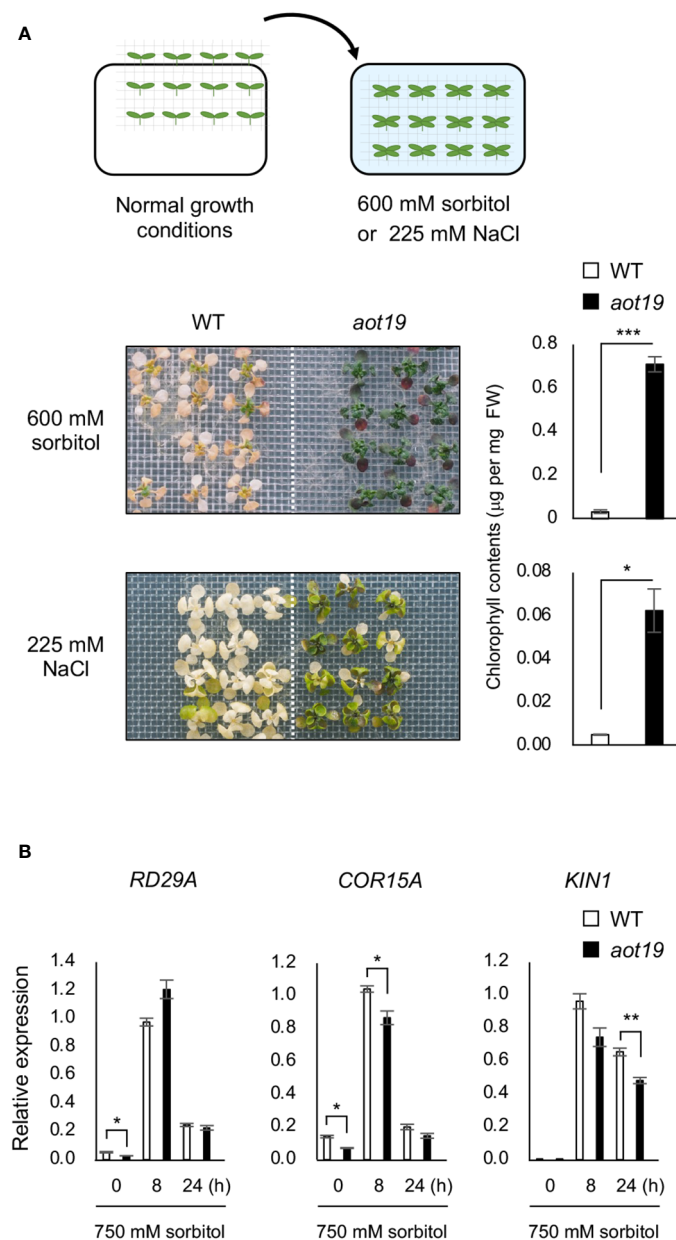 A
Normal growth
conditions
600 mM sorbitol
or 225 mM NaCl
WT
aot19
WT
aot19
600 mM
sorbitol
225 mM
NaCl
Chlorophyll contents (µg per mg FW)
0.8
0.6
0.4
0.2
0
***
0.08
0.06
0.04
0.02
0.00
*
B
RD29A
COR15A
KIN1
WT
aot19
Relative expression
1.4
1.2
1.0
0.8
0.6
0.4
0.2
0.0
*
0 8 24 (h)
750 mM sorbitol
1.2
1.0
0.8
0.6
0.4
0.2
0.0
*
*
0 8 24 (h)
750 mM sorbitol
1.2
1.0
0.8
0.6
0.4
0.2
0.0
**
0 8 24 (h)
750 mM sorbitol